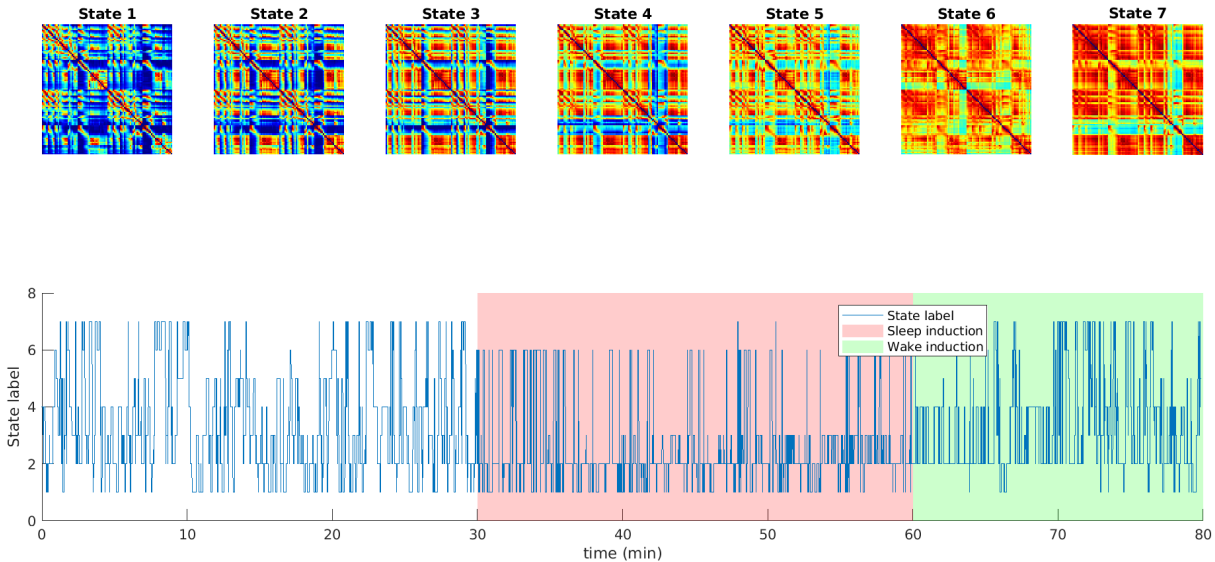 State 1 State 2 State 3 State 4 State 5 State 6 State 7
8
6
4
2
0
State label
State label
Sleep induction
Wake induction
0 10 20 30 40 50 60 70 80
time (min)